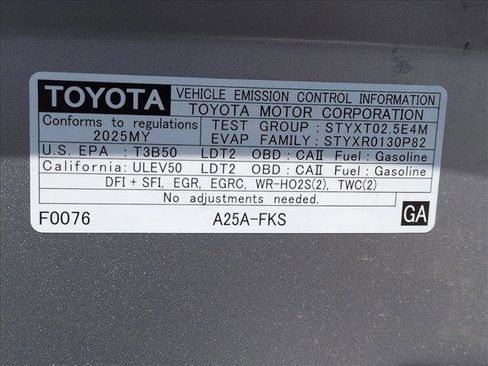 TOYOTA VEHICLE EMISSION CONTROL INFORMATION
TOYOTA MOTOR CORPORATION
Conforms to regulations
2025MY
TEST GROUP : STYXT02.5E4M
EVAP FAMILY : STYXR0130P82
U.S. EPA : T3B50 LDT2 OBD : CAII Fuel : Gasoline
California: ULEV50 LDT2 OBD : CAII Fuel : Gasoline
DFI + SFI, EGR, EGRC, WR-HO2S(2), TWC(2)
No adjustments needed.
F0076 A25A-FKS GA